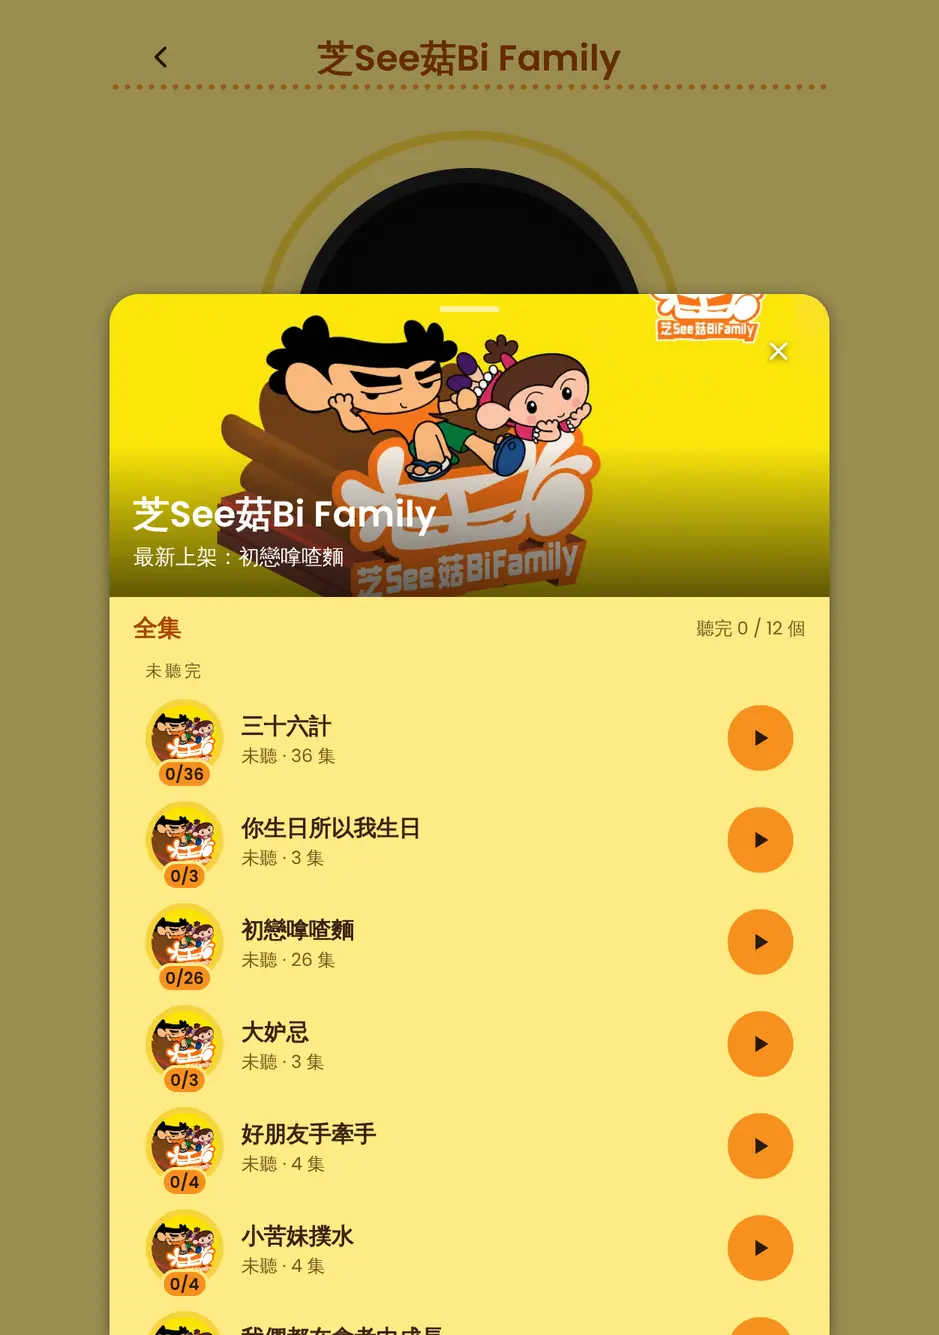 芝See菇Bi Family
芝See菇BiFamily
芝See菇BiFamily
芝See菇Bi Family
最新上架：初戀嗱喳麵
全集
聽完 0 / 12 個
未聽完
三十六計
未聽 · 36 集
0/36
你生日所以我生日
未聽 · 3 集
0/3
初戀嗱喳麵
未聽 · 26 集
0/26
大妒忌
未聽 · 3 集
0/3
好朋友手牽手
未聽 · 4 集
0/4
小苦妹撲水
未聽 · 4 集
0/4